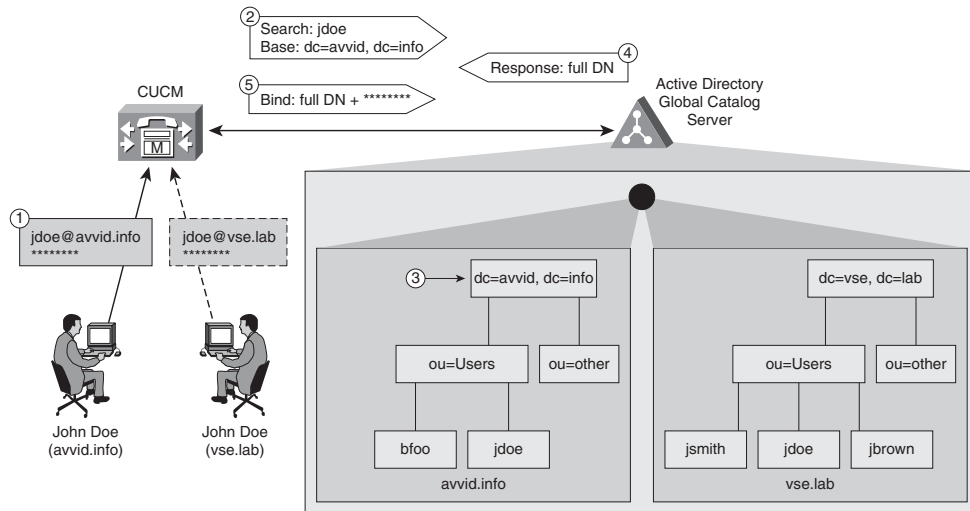 2
Search: jdoe
Base: dc=avvid, dc=info
4
Response: full DN
5
Bind: full DN + ********
CUCM
M
Active Directory
Global Catalog
Server
1
jdoe@avvid.info
********
jdoe@vse.lab
********
John Doe
(avvid.info)
John Doe
(vse.lab)
3
dc=avvid, dc=info
ou=Users
ou=other
bfoo
jdoe
avvid.info
dc=vse, dc=lab
ou=Users
ou=other
jsmith
jdoe
jbrown
vse.lab